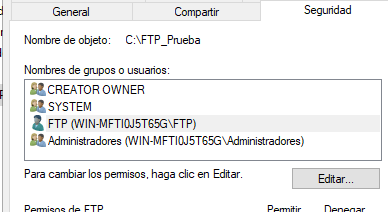 General
Compartir
Seguridad
Nombre de objeto: C:\FTP_Prueba
Nombres de grupos o usuarios:
CREATOR OWNER
SYSTEM
FTP (WIN-MFTI0J5T65G\FTP)
Administradores (WIN-MFTI0J5T65G\Administradores)
Para cambiar los permisos, haga clic en Editar.
Editar...
Permisos de FTP
Permitir
Denegar